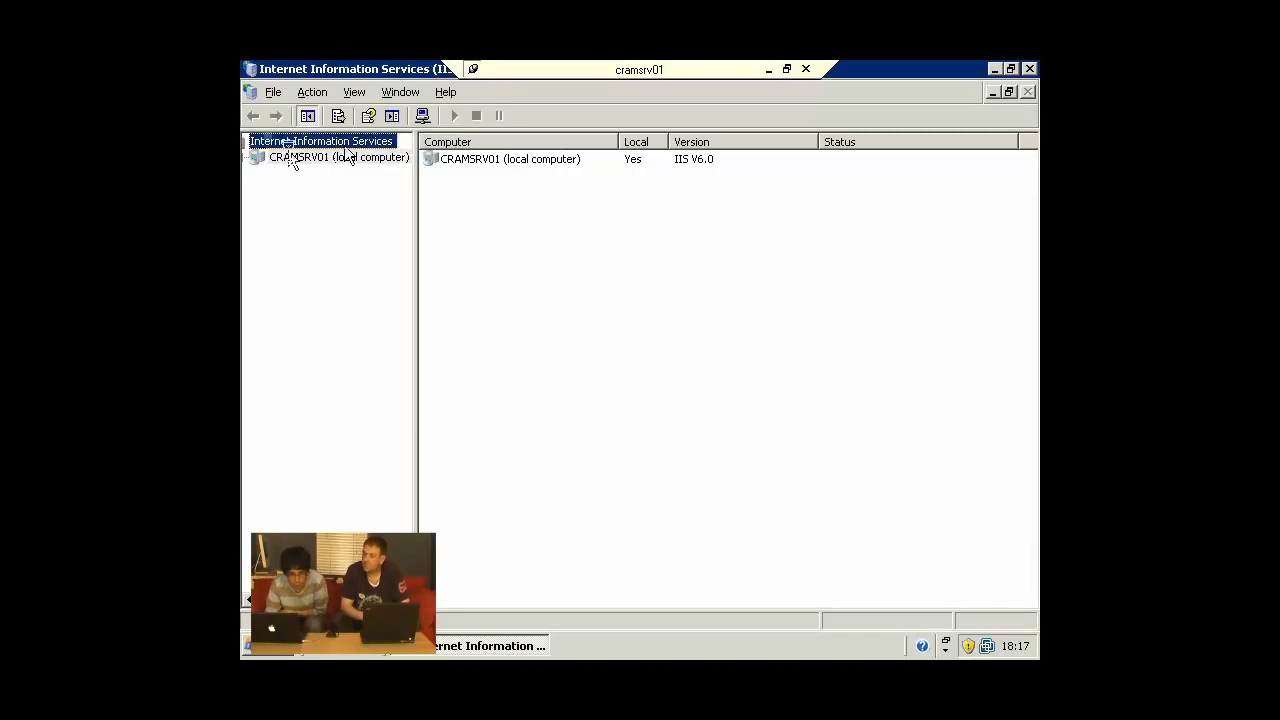 Internet Information Services (II
cramsrv01
File Action View Window Help
Internet Information Services
CRAMSRV01 (local computer)
Computer Local Version Status
CRAMSRV01 (local computer) Yes IIS V6.0
ernet Information ...
18:17